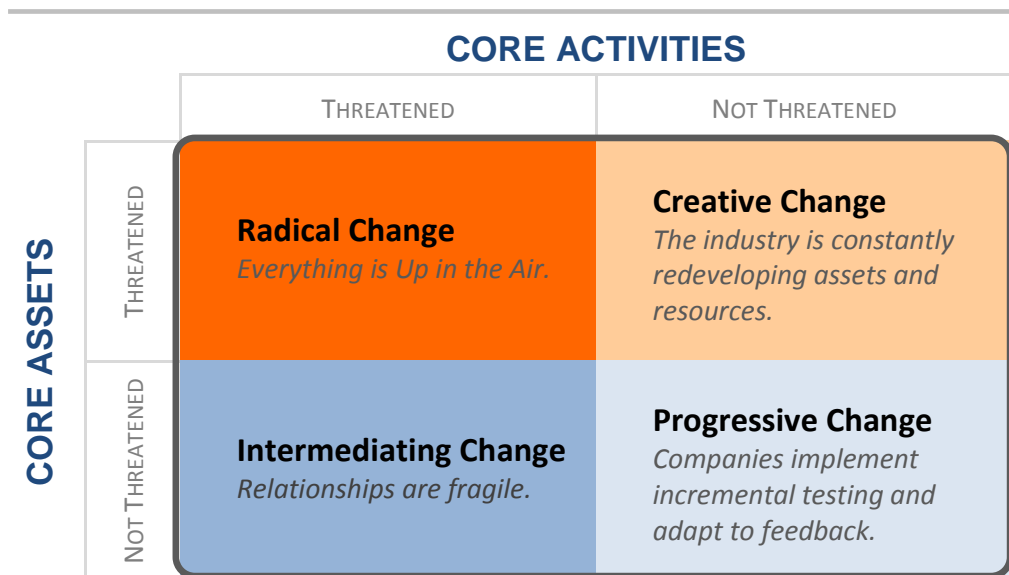 CORE ACTIVITIES
THREATENED
NOT THREATENED
CORE ASSETS
THREATENED
Radical Change
Everything is Up in the Air.
Creative Change
The industry is constantly
redeveloping assets and
resources.
NOT THREATENED
Intermediating Change
Relationships are fragile.
Progressive Change
Companies implement
incremental testing and
adapt to feedback.